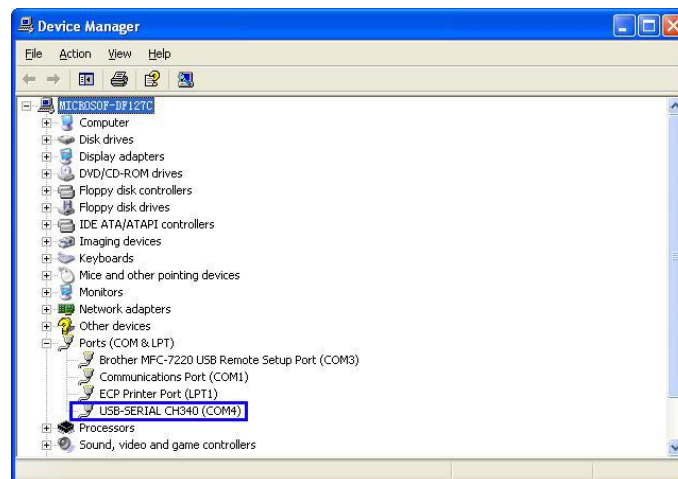 Device Manager
File Action View Help
MICROSOF-DF127C
Computer
Disk drives
Display adapters
DVD/CD-ROM drives
Floppy disk controllers
Floppy disk drives
IDE ATA/ATAPI controllers
Imaging devices
Keyboards
Mice and other pointing devices
Monitors
Network adapters
Other devices
Ports (COM & LPT)
Brother MFC-7220 USB Remote Setup Port (COM3)
Communications Port (COM1)
ECP Printer Port (LPT1)
USB-SERIAL CH340 (COM4)
Processors
Sound, video and game controllers